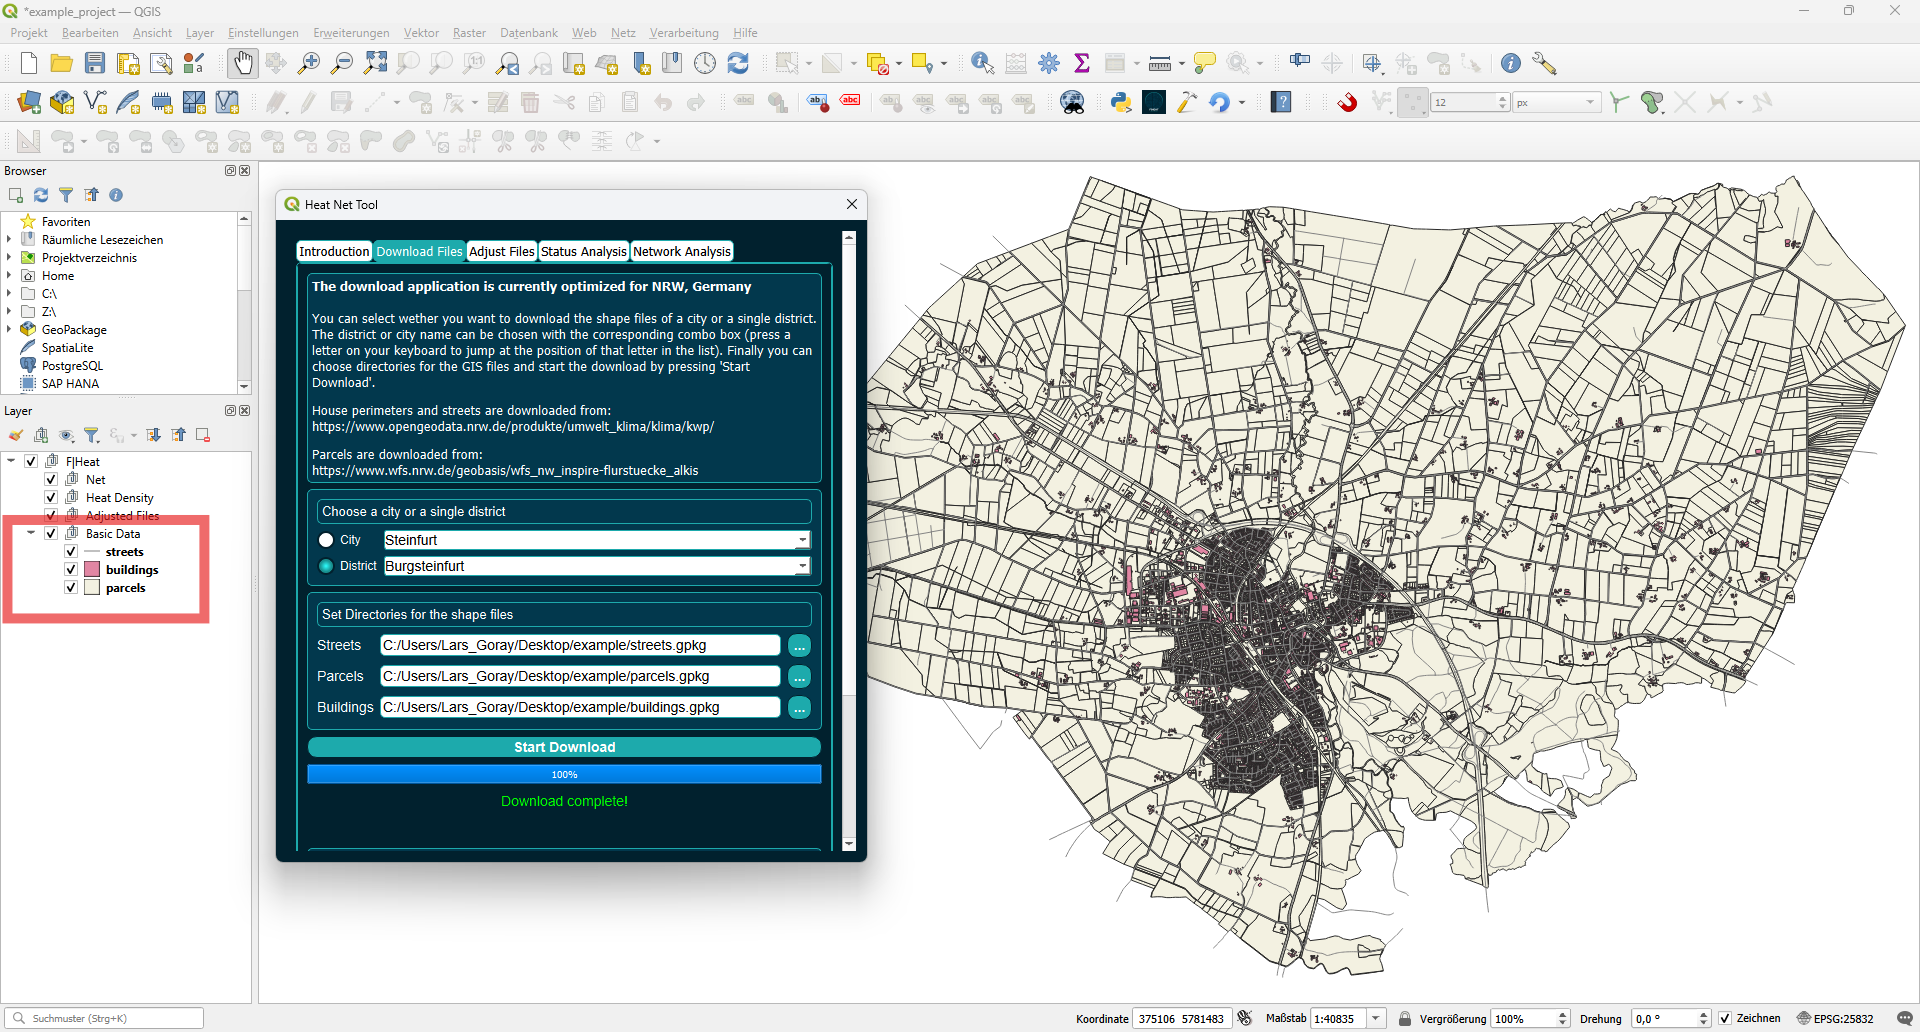 *example_project — QGIS
Projekt Bearbeiten Ansicht Layer Einstellungen Erweiterungen Vektor Raster Datenbank Web Netz Verarbeitung Hilfe
12 px
Browser
Favoriten
Räumliche Lesezeichen
Projektverzeichnis
Home
C:\
Z:\
GeoPackage
SpatiaLite
PostgreSQL
SAP HANA
Layer
F|Heat
Net
Heat Density
Adjusted Files
Basic Data
streets
buildings
parcels
Heat Net Tool
Introduction Download Files Adjust Files Status Analysis Network Analysis
The download application is currently optimized for NRW, Germany
You can select wether you want to download the shape files of a city or a single district.
The district or city name can be chosen with the corresponding combo box (press a
letter on your keyboard to jump at the position of that letter in the list). Finally you can
choose directories for the GIS files and start the download by pressing 'Start
Download'.
House perimeters and streets are downloaded from:
https://www.opengeodata.nrw.de/produkte/umwelt_klima/klima/kwp/
Parcels are downloaded from:
https://www.wfs.nrw.de/geobasis/wfs_nw_inspire-flurstuecke_alkis
Choose a city or a single district
City Steinfurt
District Burgsteinfurt
Set Directories for the shape files
Streets C:/Users/Lars_Goray/Desktop/example/streets.gpkg ...
Parcels C:/Users/Lars_Goray/Desktop/example/parcels.gpkg ...
Buildings C:/Users/Lars_Goray/Desktop/example/buildings.gpkg ...
Start Download
100%
Download complete!
Suchmuster (Strg+K) Koordinate 375106 5781483 Maßstab 1:40835 Vergrößerung 100% Drehung 0,0 ° Zeichnen EPSG:25832